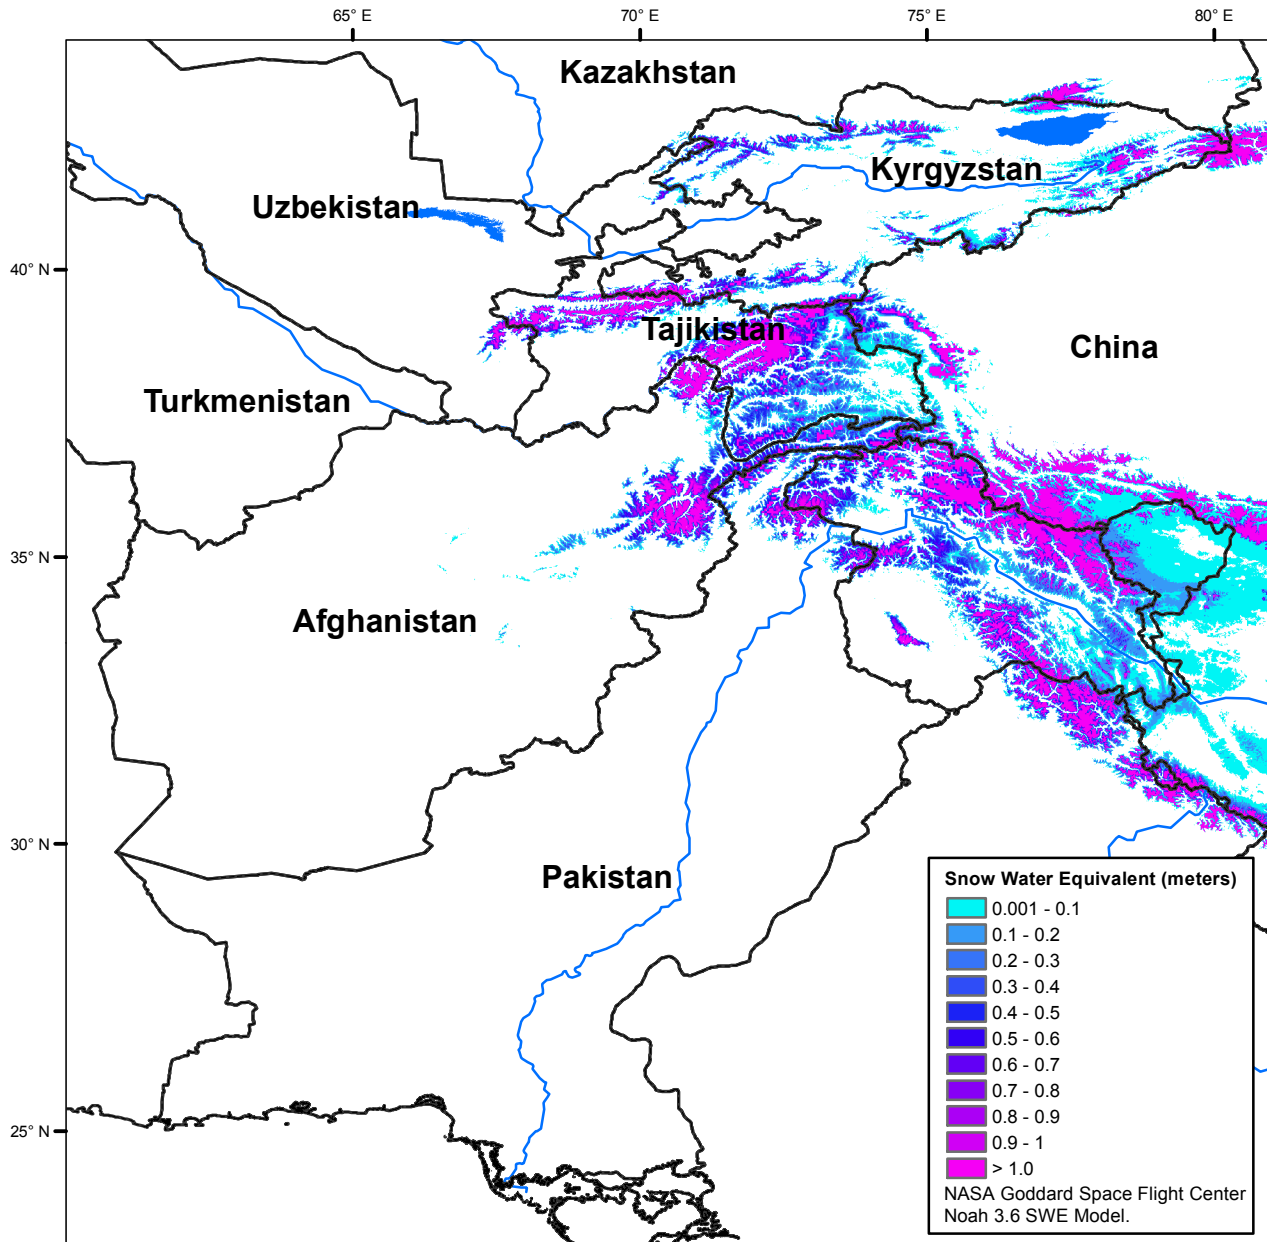 65° E
70° E
75° E
80° E
Kazakhstan
Kyrgyzstan
Uzbekistan
40° N
Tajikistan
China
Turkmenistan
35° N
Afghanistan
30° N
Pakistan
25° N
Snow Water Equivalent (meters)
0.001 - 0.1
0.1 - 0.2
0.2 - 0.3
0.3 - 0.4
0.4 - 0.5
0.5 - 0.6
0.6 - 0.7
0.7 - 0.8
0.8 - 0.9
0.9 - 1
> 1.0
NASA Goddard Space Flight Center
Noah 3.6 SWE Model.